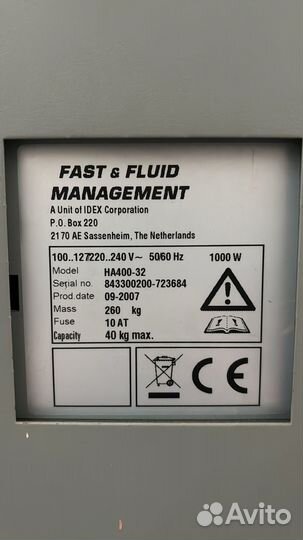 FAST & FLUID
MANAGEMENT
A Unit of IDEX Corporation
P.O. Box 220
2170 AE Sassenheim, The Netherlands
100..127220..240 V~ 50/60 Hz 1000 W
Model HA400-32
Serial no. 843300200-723684
Prod.date 09-2007
Mass 260 kg
Fuse 10 AT
Capacity 40 kg max.
CE
Avito